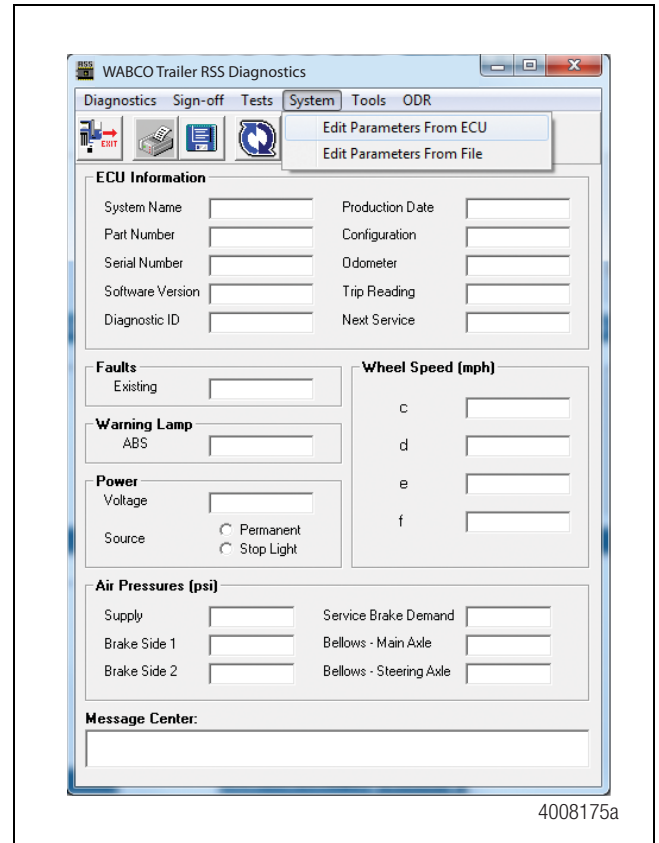 RSS
WABCO Trailer RSS Diagnostics
Diagnostics Sign-off Tests System Tools ODR
EXIT
Edit Parameters From ECU
Edit Parameters From File
ECU Information
System Name Production Date
Part Number Configuration
Serial Number Odometer
Software Version Trip Reading
Diagnostic ID Next Service
Faults
Existing
Warning Lamp
ABS
Power
Voltage
Source
Permanent
Stop Light
Wheel Speed (mph)
c
d
e
f
Air Pressures (psi)
Supply Service Brake Demand
Brake Side 1 Bellows - Main Axle
Brake Side 2 Bellows - Steering Axle
Message Center:
4008175a